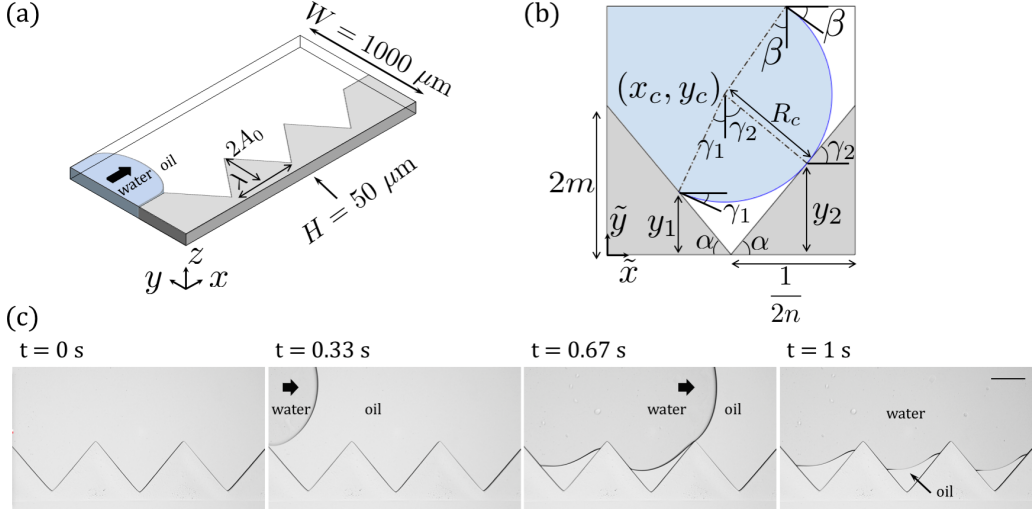 (a)
W = 1000 μm
2A₀
λ
oil
water
H = 50 μm
z
y
x
(b)
β
β
(x_c, y_c)
R_c
γ₁
γ₂
γ₂
2m
y₁
γ₁
y₂
ỹ
α
α
x̃
1
2n
(c)
t = 0 s
t = 0.33 s
t = 0.67 s
t = 1 s
water
oil
water
oil
water
oil